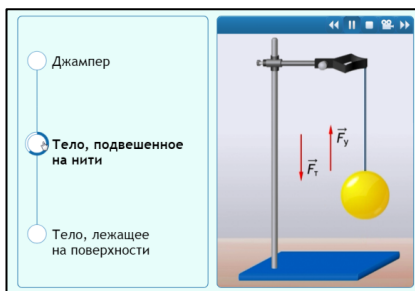 Джампер
Тело, подвешенное
на нити
Тело, лежащее
на поверхности
F⃗у
F⃗т